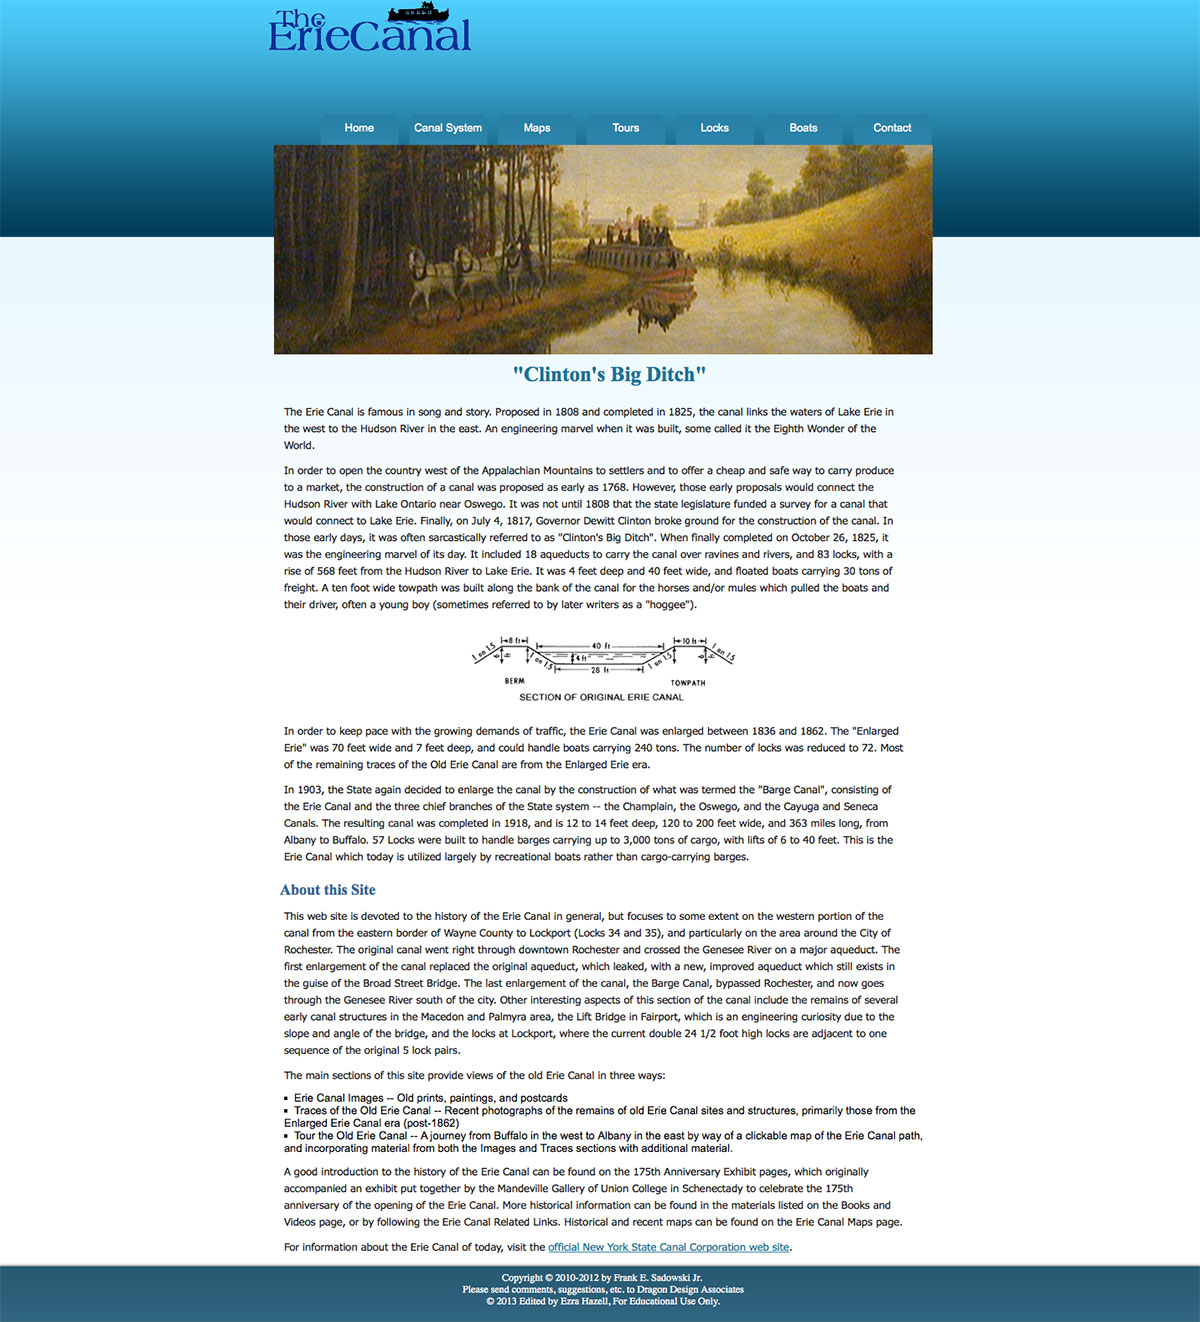 The
ErieCanal
Home Canal System Maps Tours Locks Boats Contact
"Clinton's Big Ditch"
The Erie Canal is famous in song and story. Proposed in 1808 and completed in 1825, the canal links the waters of Lake Erie in
the west to the Hudson River in the east. An engineering marvel when it was built, some called it the Eighth Wonder of the
World.
In order to open the country west of the Appalachian Mountains to settlers and to offer a cheap and safe way to carry produce
to a market, the construction of a canal was proposed as early as 1768. However, those early proposals would connect the
Hudson River with Lake Ontario near Oswego. It was not until 1808 that the state legislature funded a survey for a canal that
would connect to Lake Erie. Finally, on July 4, 1817, Governor Dewitt Clinton broke ground for the construction of the canal. In
those early days, it was often sarcastically referred to as "Clinton's Big Ditch". When finally completed on October 26, 1825, it
was the engineering marvel of its day. It included 18 aqueducts to carry the canal over ravines and rivers, and 83 locks, with a
rise of 568 feet from the Hudson River to Lake Erie. It was 4 feet deep and 40 feet wide, and floated boats carrying 30 tons of
freight. A ten foot wide towpath was built along the bank of the canal for the horses and/or mules which pulled the boats and
their driver, often a young boy (sometimes referred to by later writers as a "hoggee").
8 ft 40 ft 10 ft
1 on 1.5 6 ft 1 on 1.5 4 ft 28 ft 1 on 1.5 6 ft 1 on 1.5
BERM TOWPATH
SECTION OF ORIGINAL ERIE CANAL
In order to keep pace with the growing demands of traffic, the Erie Canal was enlarged between 1836 and 1862. The "Enlarged
Erie" was 70 feet wide and 7 feet deep, and could handle boats carrying 240 tons. The number of locks was reduced to 72. Most
of the remaining traces of the Old Erie Canal are from the Enlarged Erie era.
In 1903, the State again decided to enlarge the canal by the construction of what was termed the "Barge Canal", consisting of
the Erie Canal and the three chief branches of the State system -- the Champlain, the Oswego, and the Cayuga and Seneca
Canals. The resulting canal was completed in 1918, and is 12 to 14 feet deep, 120 to 200 feet wide, and 363 miles long, from
Albany to Buffalo. 57 Locks were built to handle barges carrying up to 3,000 tons of cargo, with lifts of 6 to 40 feet. This is the
Erie Canal which today is utilized largely by recreational boats rather than cargo-carrying barges.
About this Site
This web site is devoted to the history of the Erie Canal in general, but focuses to some extent on the western portion of the
canal from the eastern border of Wayne County to Lockport (Locks 34 and 35), and particularly on the area around the City of
Rochester. The original canal went right through downtown Rochester and crossed the Genesee River on a major aqueduct. The
first enlargement of the canal replaced the original aqueduct, which leaked, with a new, improved aqueduct which still exists in
the guise of the Broad Street Bridge. The last enlargement of the canal, the Barge Canal, bypassed Rochester, and now goes
through the Genesee River south of the city. Other interesting aspects of this section of the canal include the remains of several
early canal structures in the Macedon and Palmyra area, the Lift Bridge in Fairport, which is an engineering curiosity due to the
slope and angle of the bridge, and the locks at Lockport, where the current double 24 1/2 foot high locks are adjacent to one
sequence of the original 5 lock pairs.
The main sections of this site provide views of the old Erie Canal in three ways:
▪ Erie Canal Images -- Old prints, paintings, and postcards
▪ Traces of the Old Erie Canal -- Recent photographs of the remains of old Erie Canal sites and structures, primarily those from the
Enlarged Erie Canal era (post-1862)
▪ Tour the Old Erie Canal -- A journey from Buffalo in the west to Albany in the east by way of a clickable map of the Erie Canal path,
and incorporating material from both the Images and Traces sections with additional material.
A good introduction to the history of the Erie Canal can be found on the 175th Anniversary Exhibit pages, which originally
accompanied an exhibit put together by the Mandeville Gallery of Union College in Schenectady to celebrate the 175th
anniversary of the opening of the Erie Canal. More historical information can be found in the materials listed on the Books and
Videos page, or by following the Erie Canal Related Links. Historical and recent maps can be found on the Erie Canal Maps page.
For information about the Erie Canal of today, visit the official New York State Canal Corporation web site.
Copyright © 2010-2012 by Frank E. Sadowski Jr.
Please send comments, suggestions, etc. to Dragon Design Associates
© 2013 Edited by Ezra Hazell, For Educational Use Only.